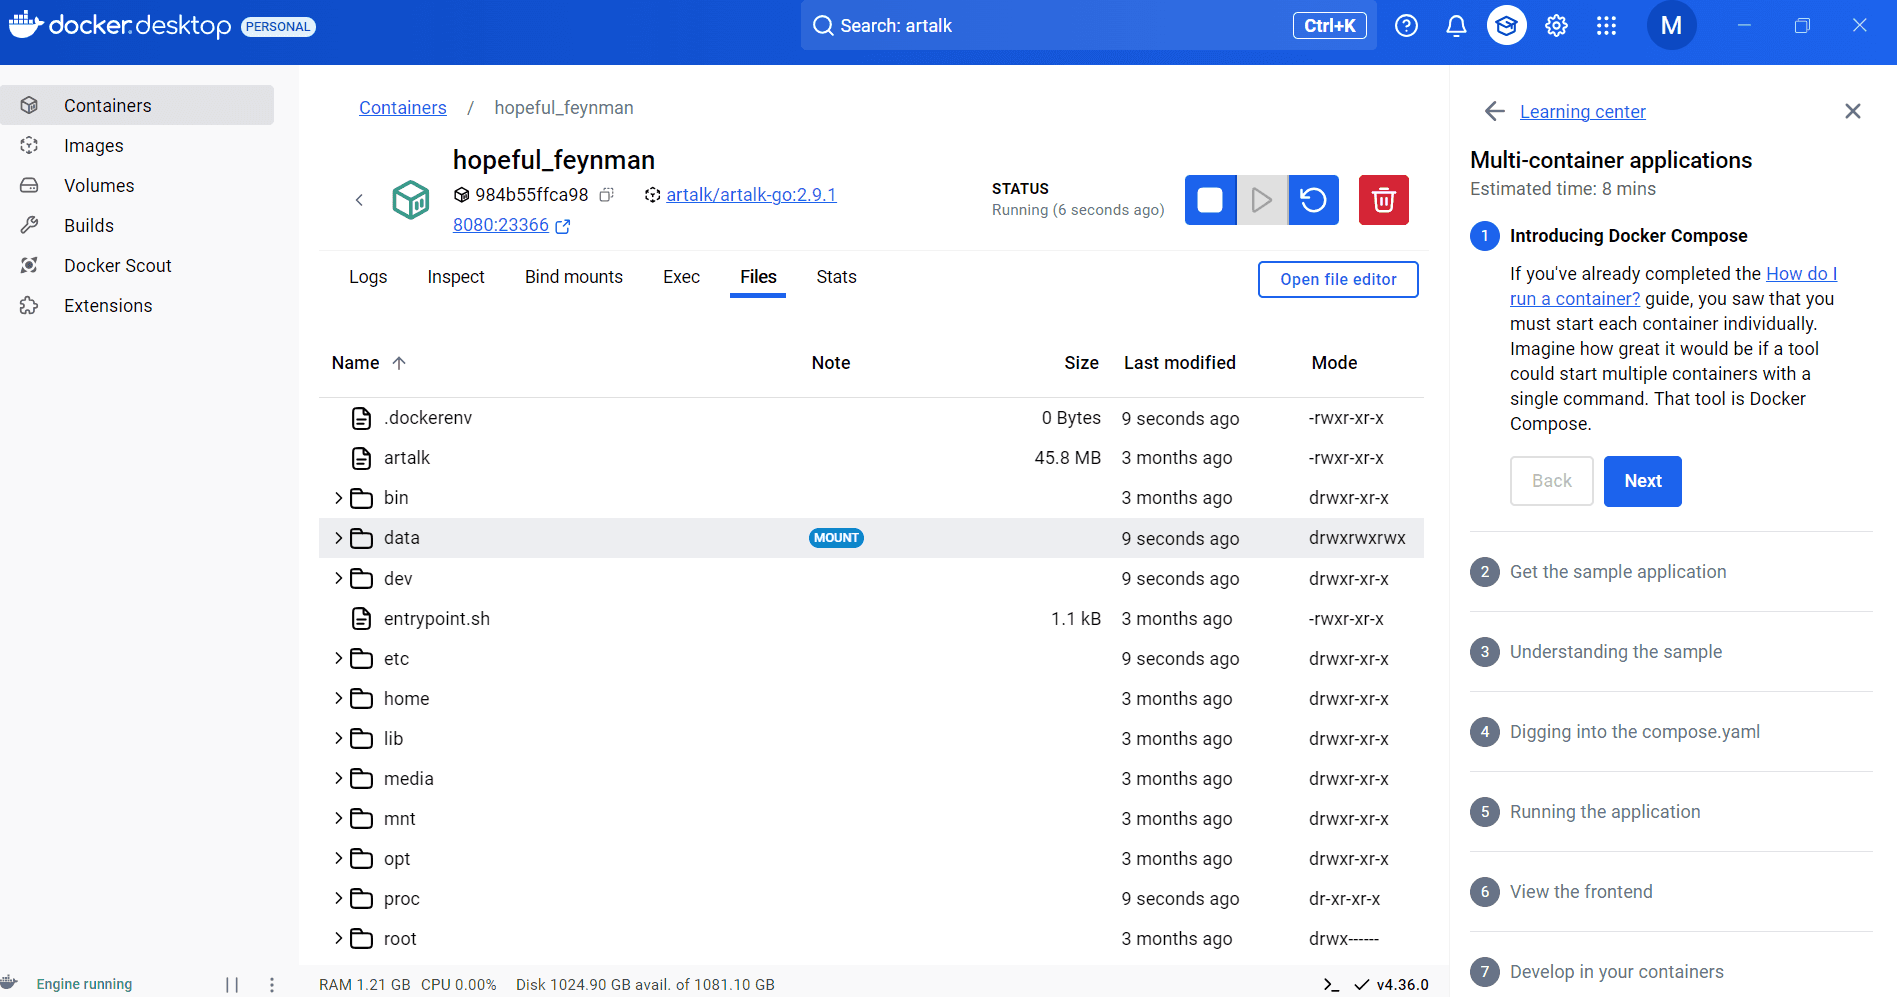 docker.desktop PERSONAL
Search: artalk
Ctrl+K
M
Containers
Images
Volumes
Builds
Docker Scout
Extensions
Containers / hopeful_feynman
hopeful_feynman
984b55ffca98 artalk/artalk-go:2.9.1
8080:23366
STATUS
Running (6 seconds ago)
Logs Inspect Bind mounts Exec Files Stats
Open file editor
Name Note Size Last modified Mode
.dockerenv 0 Bytes 9 seconds ago -rwxr-xr-x
artalk 45.8 MB 3 months ago -rwxr-xr-x
bin 3 months ago drwxr-xr-x
data MOUNT 9 seconds ago drwxrwxrwx
dev 9 seconds ago drwxr-xr-x
entrypoint.sh 1.1 kB 3 months ago -rwxr-xr-x
etc 9 seconds ago drwxr-xr-x
home 3 months ago drwxr-xr-x
lib 3 months ago drwxr-xr-x
media 3 months ago drwxr-xr-x
mnt 3 months ago drwxr-xr-x
opt 3 months ago drwxr-xr-x
proc 9 seconds ago dr-xr-xr-x
root 3 months ago drwx------
Learning center
Multi-container applications
Estimated time: 8 mins
1 Introducing Docker Compose
If you've already completed the How do I
run a container? guide, you saw that you
must start each container individually.
Imagine how great it would be if a tool
could start multiple containers with a
single command. That tool is Docker
Compose.
Back Next
2 Get the sample application
3 Understanding the sample
4 Digging into the compose.yaml
5 Running the application
6 View the frontend
7 Develop in your containers
Engine running
RAM 1.21 GB CPU 0.00% Disk 1024.90 GB avail. of 1081.10 GB
v4.36.0